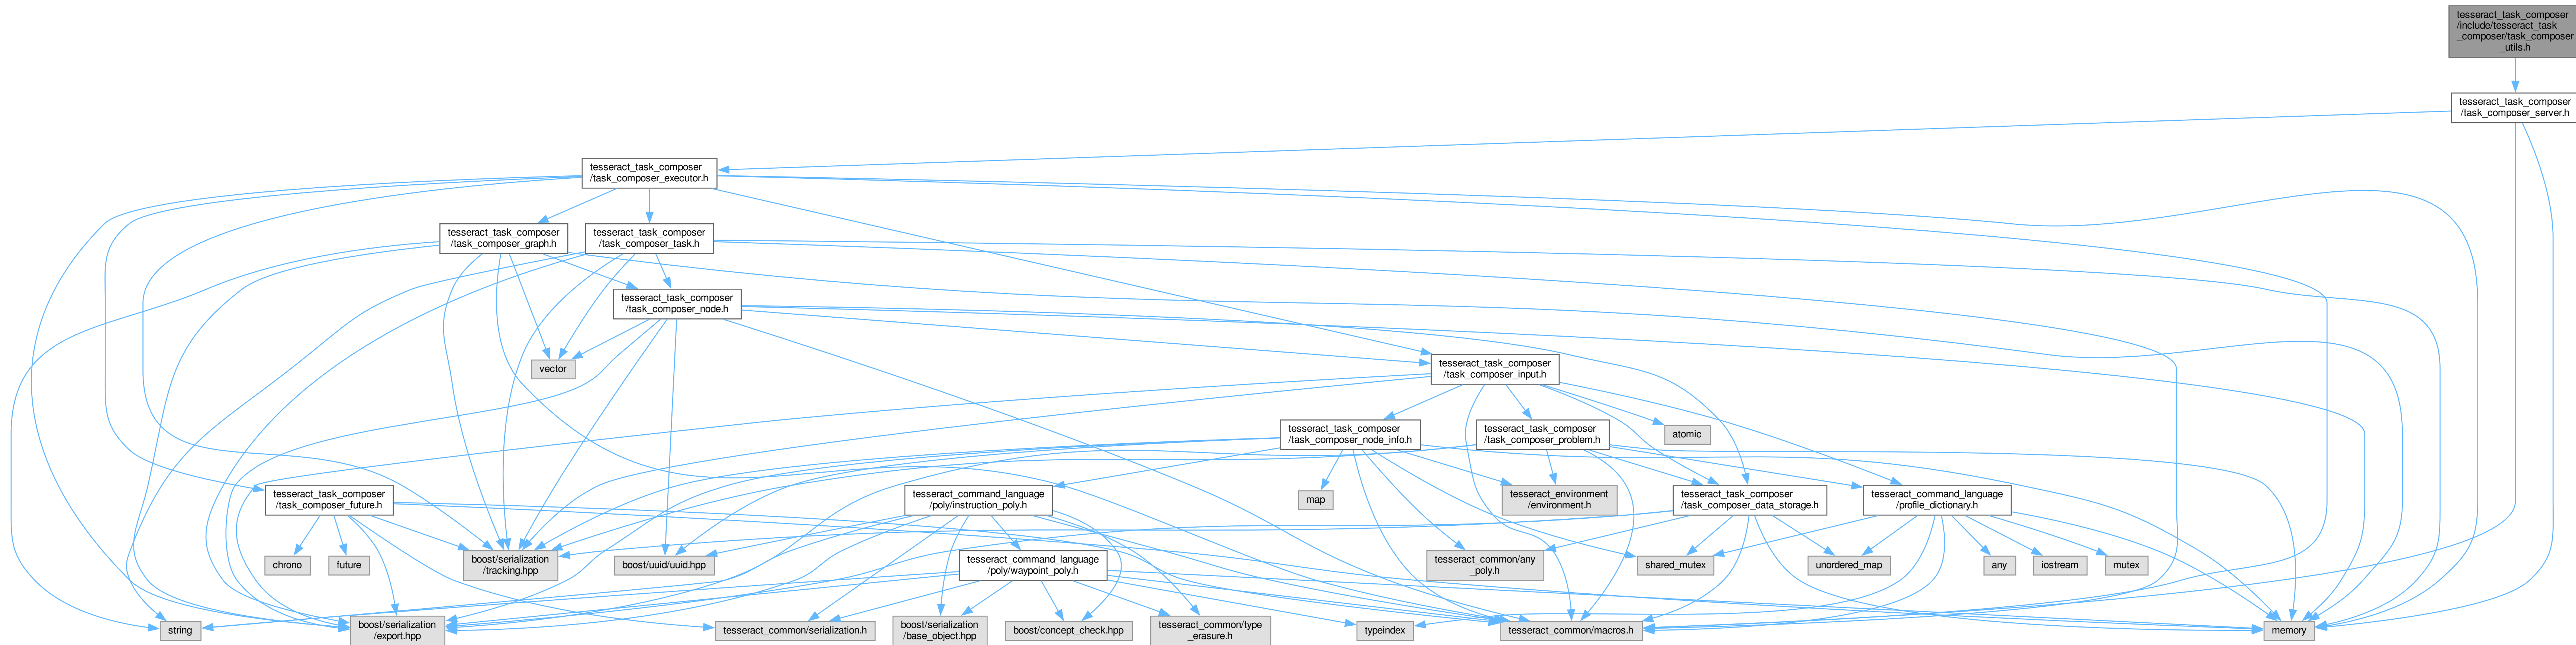 tesseract_task_composer
/include/tesseract_task
_composer/task_composer
_utils.h
tesseract_task_composer
/task_composer_server.h
tesseract_task_composer
/task_composer_executor.h
tesseract_task_composer
/task_composer_graph.h
tesseract_task_composer
/task_composer_task.h
tesseract_task_composer
/task_composer_node.h
vector
tesseract_task_composer
/task_composer_input.h
tesseract_task_composer
/task_composer_node_info.h
tesseract_task_composer
/task_composer_problem.h
atomic
tesseract_task_composer
/task_composer_future.h
tesseract_command_language
/poly/instruction_poly.h
map
tesseract_environment
/environment.h
tesseract_task_composer
/task_composer_data_storage.h
tesseract_command_language
/profile_dictionary.h
chrono
future
boost/serialization
/tracking.hpp
boost/uuid/uuid.hpp
tesseract_command_language
/poly/waypoint_poly.h
tesseract_common/any
_poly.h
shared_mutex
unordered_map
any
iostream
mutex
string
boost/serialization
/export.hpp
tesseract_common/serialization.h
boost/serialization
/base_object.hpp
boost/concept_check.hpp
tesseract_common/type
_erasure.h
typeindex
tesseract_common/macros.h
memory